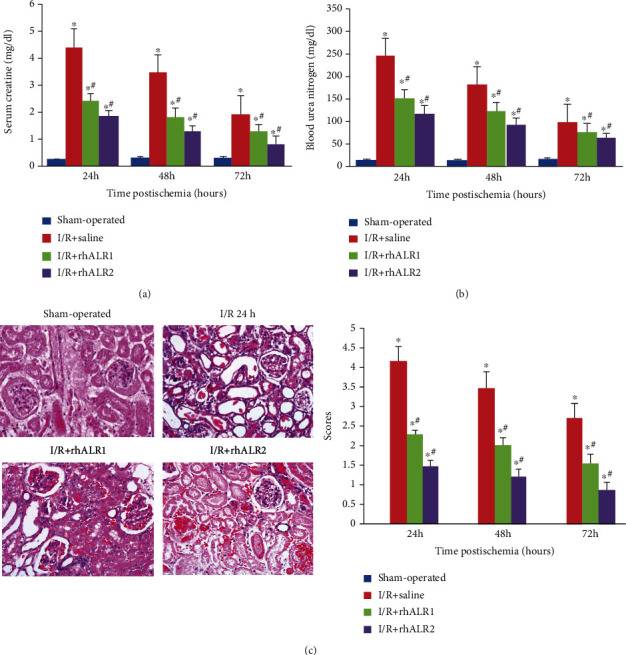 6
5
4
3
2
1
0
Serum creatine (mg/dl)
*
*#
*#
*
*#
*#
*
*#
*#
24h 48h 72h
Time postischemia (hours)
Sham-operated
I/R+saline
I/R+rhALR1
I/R+rhALR2
(a)
350
300
250
200
150
100
50
0
Blood urea nitrogen (mg/dl)
*
*#
*#
*
*#
*#
*
*#
*#
24h 48h 72h
Time postischemia (hours)
Sham-operated
I/R+saline
I/R+rhALR1
I/R+rhALR2
(b)
Sham-operated I/R 24 h
I/R+rhALR1 I/R+rhALR2
5
4.5
4
3.5
3
2.5
2
1.5
1
0.5
0
Scores
*
*#
*#
*
*#
*#
*
*#
*#
24h 48h 72h
Time postischemia (hours)
Sham-operated
I/R+saline
I/R+rhALR1
I/R+rhALR2
(c)